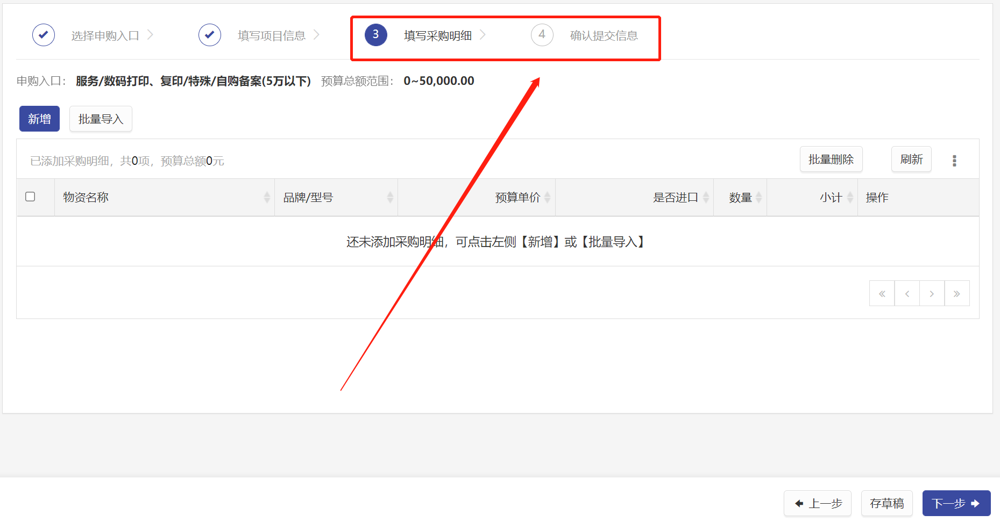 选择申购入口 填写项目信息 3 填写采购明细 4 确认提交信息
申购入口： 服务/数码打印、复印/特殊/自购备案(5万以下) 预算总额范围： 0~50,000.00
新增 批量导入
已添加采购明细，共0项，预算总额0元 批量删除 刷新
物资名称 品牌/型号 预算单价 是否进口 数量 小计 操作
还未添加采购明细，可点击左侧【新增】或【批量导入】
« ‹ › »
上一步 存草稿 下一步